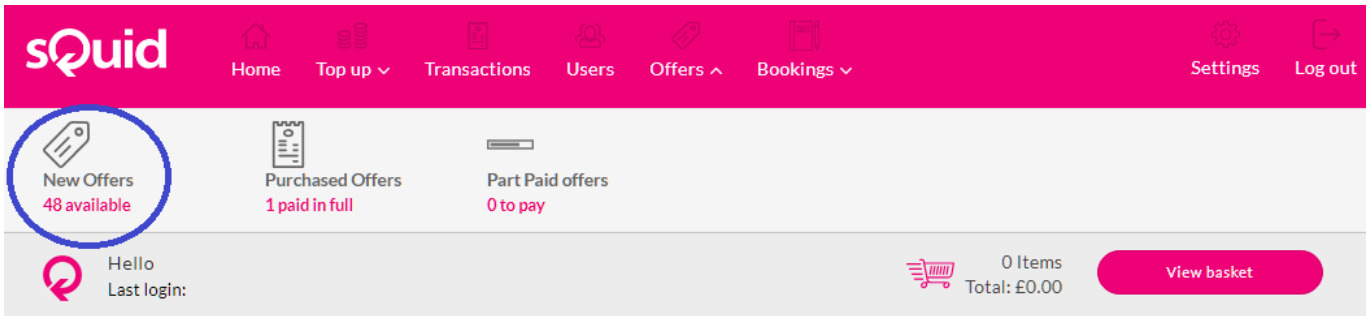 sQuid
Home Top up Transactions Users Offers Bookings Settings Log out
New Offers Purchased Offers Part Paid offers
48 available 1 paid in full 0 to pay
Hello 0 Items View basket
Last login: Total: £0.00